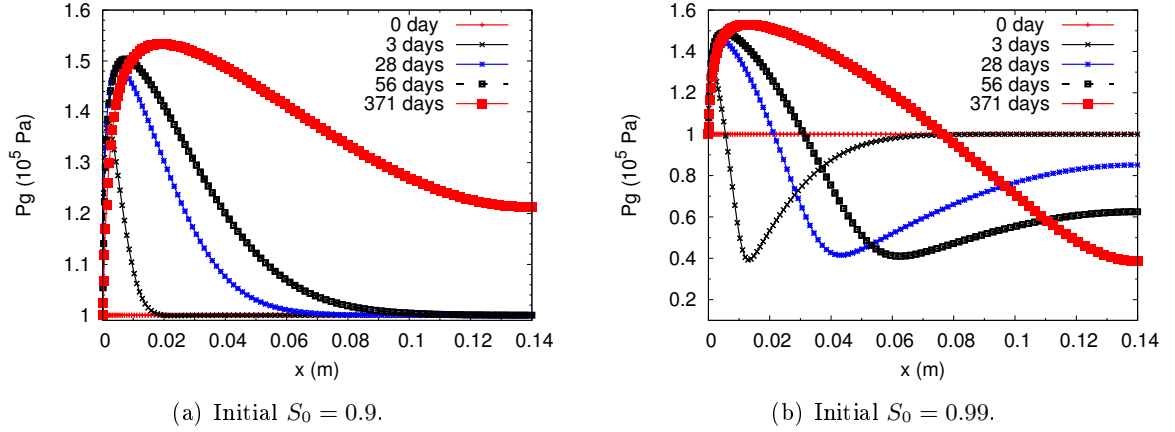 1.6
1.5
1.4
1.3
1.2
1.1
1
Pg (10^5 Pa)
0 day
3 days
28 days
56 days
371 days
0 0.02 0.04 0.06 0.08 0.10 0.12 0.14
x (m)
(a) Initial S_0 = 0.9.
1.6
1.4
1.2
1
0.8
0.6
0.4
0.2
Pg (10^5 Pa)
0 day
3 days
28 days
56 days
371 days
0 0.02 0.04 0.06 0.08 0.10 0.12 0.14
x (m)
(b) Initial S_0 = 0.99.